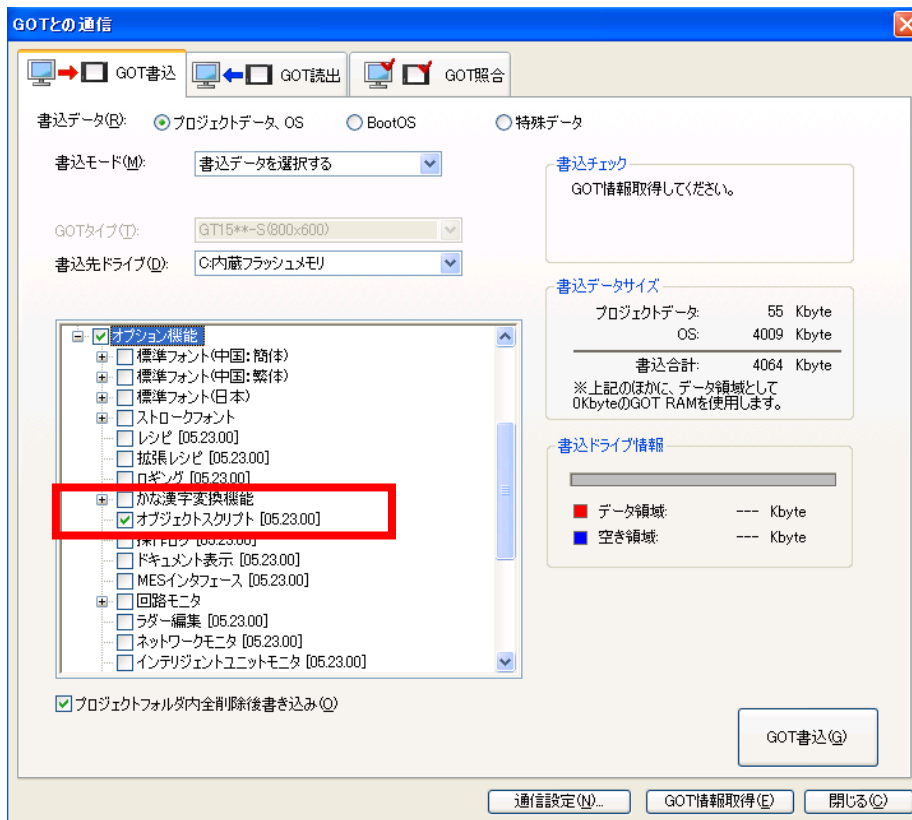 GOTとの通信
GOT書込 GOT読出 GOT照合
書込データ(R): プロジェクトデータ、OS BootOS 特殊データ
書込モード(M): 書込データを選択する
GOTタイプ(T): GT15**-S(800x600)
書込先ドライブ(D): C:内蔵フラッシュメモリ
オプション機能
標準フォント(中国:簡体)
標準フォント(中国:繁体)
標準フォント(日本)
ストロークフォント
レシピ [05.23.00]
拡張レシピ [05.23.00]
ロギング [05.23.00]
かな漢字変換機能
オブジェクトスクリプト [05.23.00]
操作ログ [05.23.00]
ドキュメント表示 [05.23.00]
MESインタフェース [05.23.00]
回路モニタ
ラダー編集 [05.23.00]
ネットワークモニタ [05.23.00]
インテリジェントユニットモニタ [05.23.00]
プロジェクトフォルダ内全削除後書き込み(O)
書込チェック
GOT情報取得してください。
書込データサイズ
プロジェクトデータ: 55 Kbyte
OS: 4009 Kbyte
書込合計: 4064 Kbyte
※上記のほかに、データ領域として
0KbyteのGOT RAMを使用します。
書込ドライブ情報
データ領域: --- Kbyte
空き領域: --- Kbyte
GOT書込(G)
通信設定(N)... GOT情報取得(E) 閉じる(C)